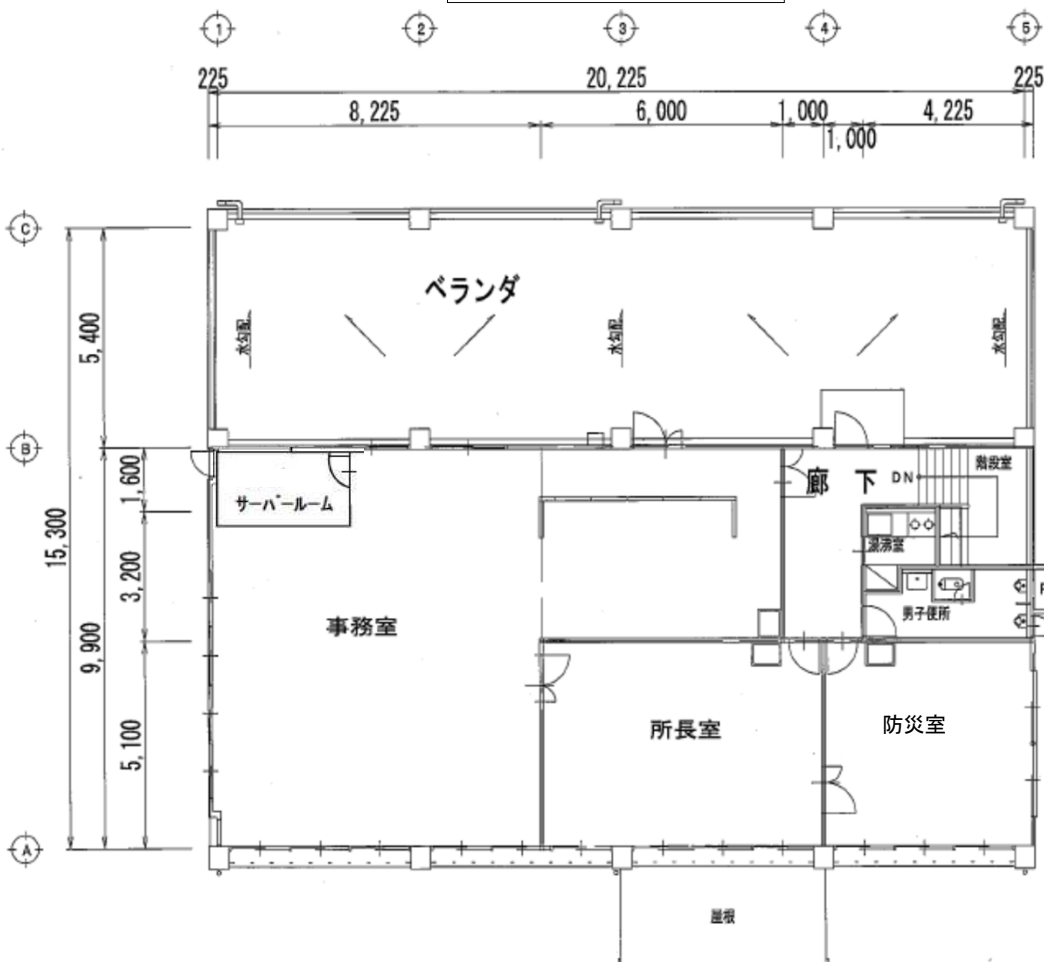 1 2 3 4 5
225 20,225 225
8,225 6,000 1,000 4,225
1,000
C
ベランダ
5,400
水勾配 水勾配 水勾配
B
1,600
サーバールーム
廊 下 DN 階段室
15,300
湯沸室
3,200
男子便所
事務室
9,900
5,100
所長室
防災室
A
屋根